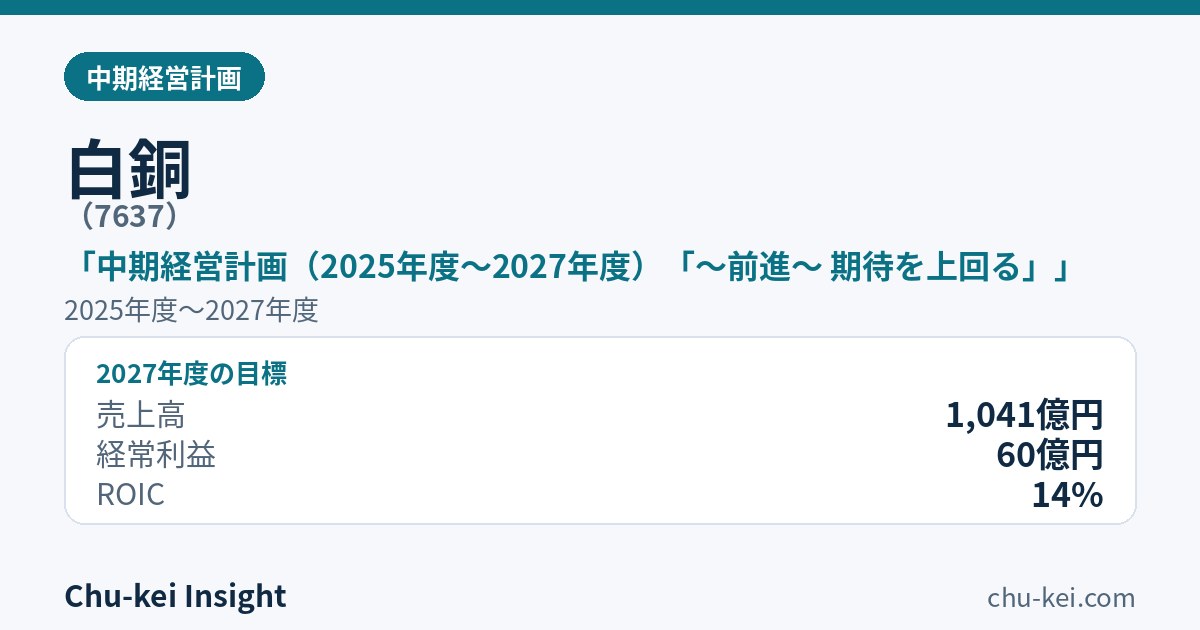 中期経営計画
白銅
（7637）
「中期経営計画（2025年度～2027年度）「～前進～ 期待を上回る」」
2025年度～2027年度
2027年度の目標
売上高 1,041億円
経常利益 60億円
ROIC 14%
Chu-kei Insight chu-kei.com